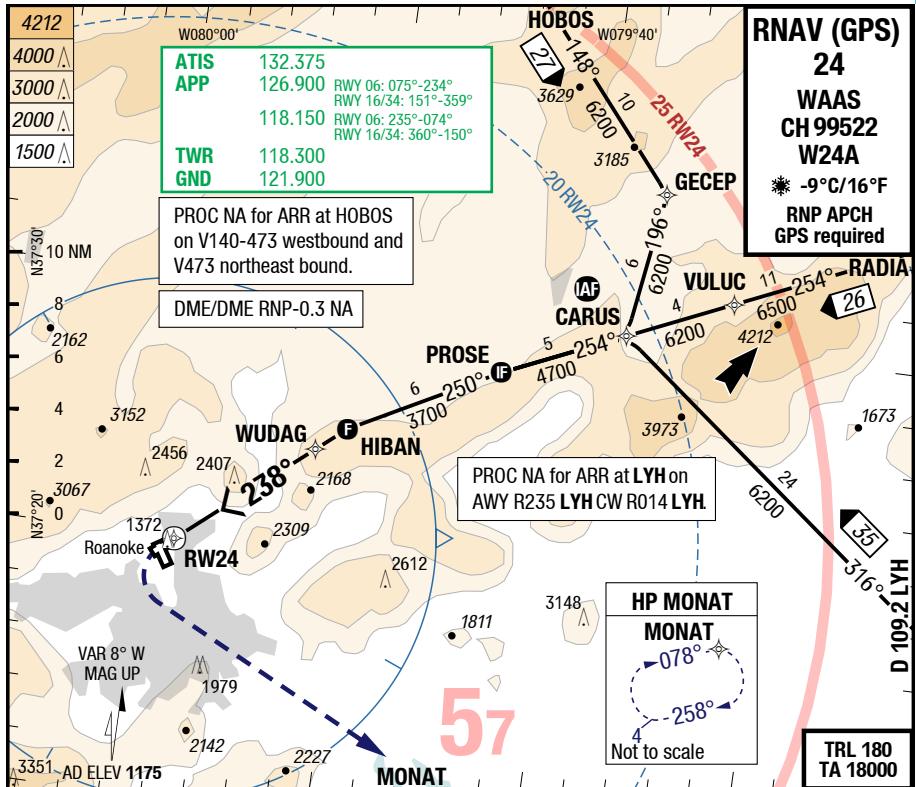 4212
4000
3000
2000
1500
W080°00'
HOBOS
W079°40'
ATIS 132.375
APP 126.900 RWY 06: 075°-234°
RWY 16/34: 151°-359°
118.150 RWY 06: 235°-074°
RWY 16/34: 360°-150°
TWR 118.300
GND 121.900
RNAV (GPS)
24
WAAS
CH 99522
W24A
-9°C/16°F
RNP APCH
GPS required
PROC NA for ARR at HOBOS
on V140-473 westbound and
V473 northeast bound.
DME/DME RNP-0.3 NA
27
148°
10
6200
3629
3185
25 RW24
20 RW24
GECEP
196°
6
6200
N37°30'
10 NM
8
6
4
2
0
N37°20'
IAF
CARUS
VULUC
4
6200
11
254°
6500
RADIA
26
4212
2162
PROSE
IF
5
254°
4700
6
250°
3700
3973
1673
3152
WUDAG
F
HIBAN
2456
2407
238°
2168
3067
PROC NA for ARR at LYH on
AWY R235 LYH CW R014 LYH.
24
6200
35
316°
D 109.2 LYH
1372
Roanoke
RW24
2309
2612
3148
1811
HP MONAT
MONAT
078°
258°
4
Not to scale
VAR 8° W
MAG UP
1979
57
2142
2227
3351
AD ELEV 1175
MONAT
TRL 180
TA 18000